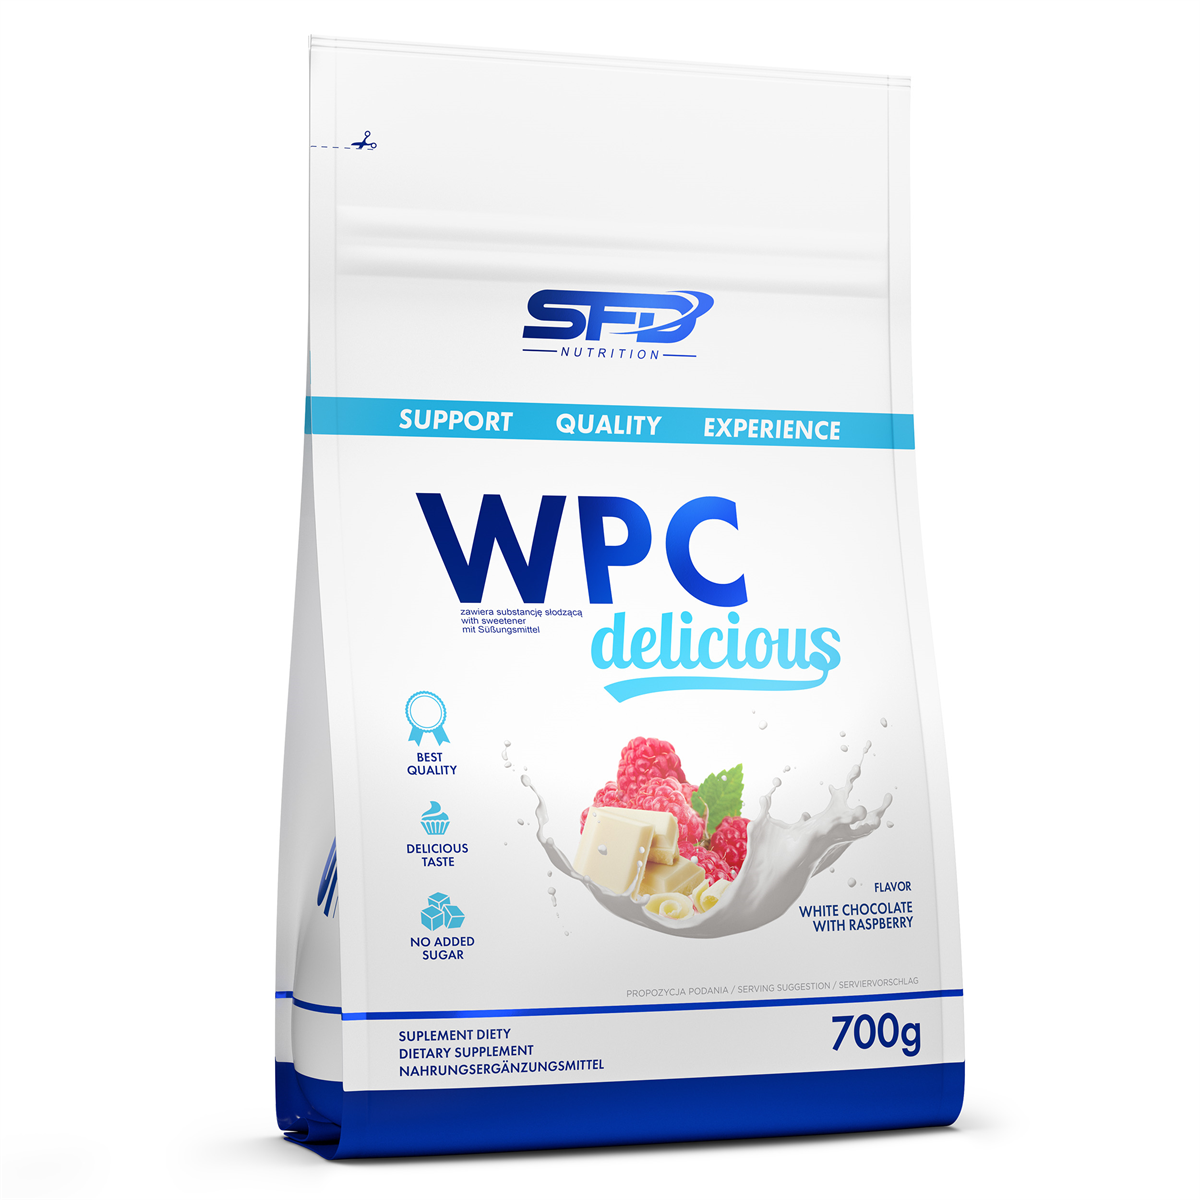 SFD
NUTRITION
SUPPORT QUALITY EXPERIENCE
WPC
zawiera substancję słodzącą
with sweetener
mit Süßungsmittel
delicious
BEST
QUALITY
DELICIOUS
TASTE
NO ADDED
SUGAR
FLAVOR
WHITE CHOCOLATE
WITH RASPBERRY
PROPOZYCJA PODANIA / SERVING SUGGESTION / SERVIERVORSCHLAG
SUPLEMENT DIETY
DIETARY SUPPLEMENT
NAHRUNGSERGÄNZUNGSMITTEL
700g